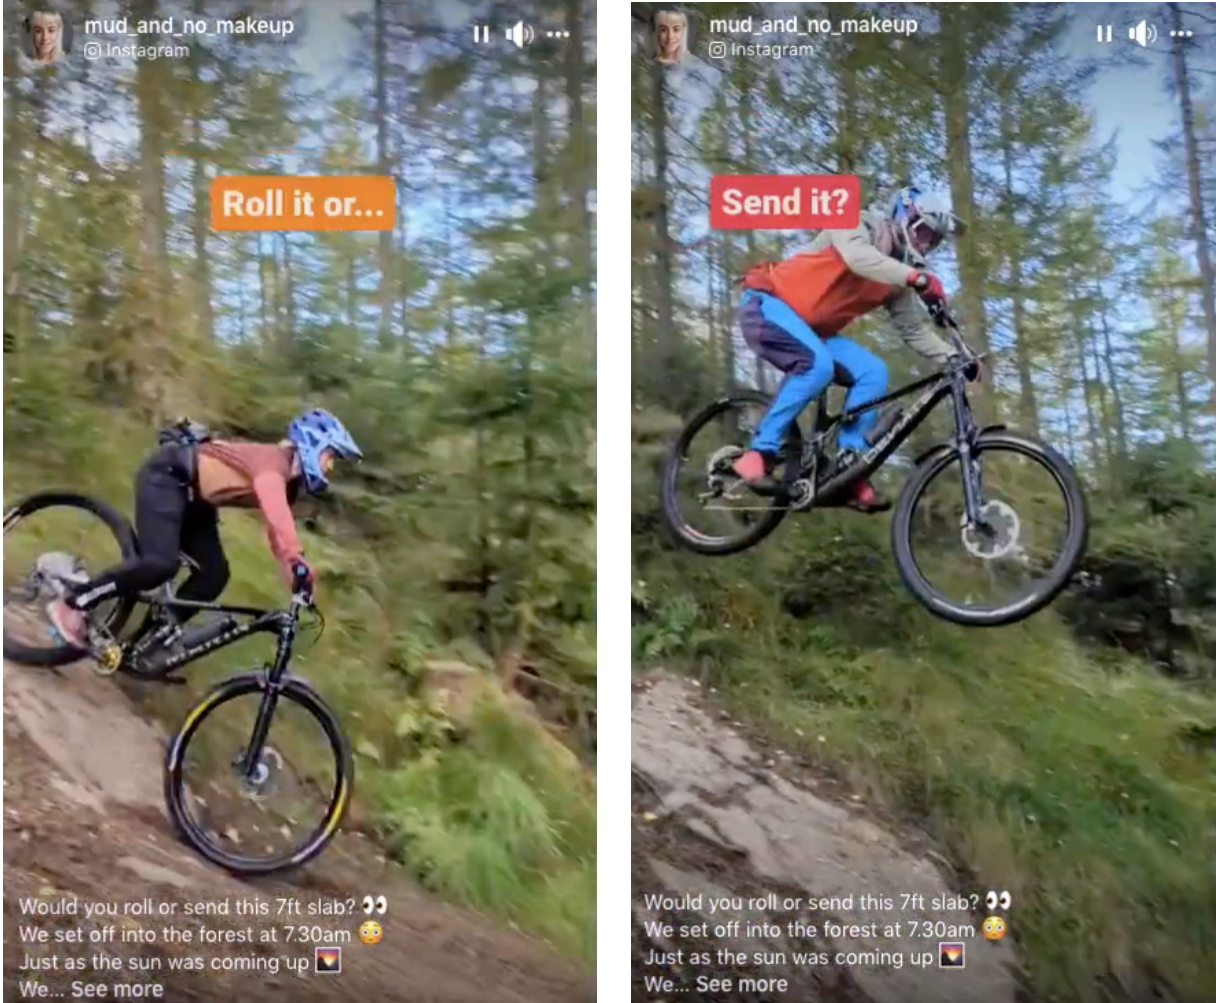 mud_and_no_makeup
Instagram
Roll it or...
Would you roll or send this 7ft slab? 👀
We set off into the forest at 7.30am 😳
Just as the sun was coming up 🌄
We... See more
mud_and_no_makeup
Instagram
Send it?
Would you roll or send this 7ft slab? 👀
We set off into the forest at 7.30am 😳
Just as the sun was coming up 🌄
We... See more